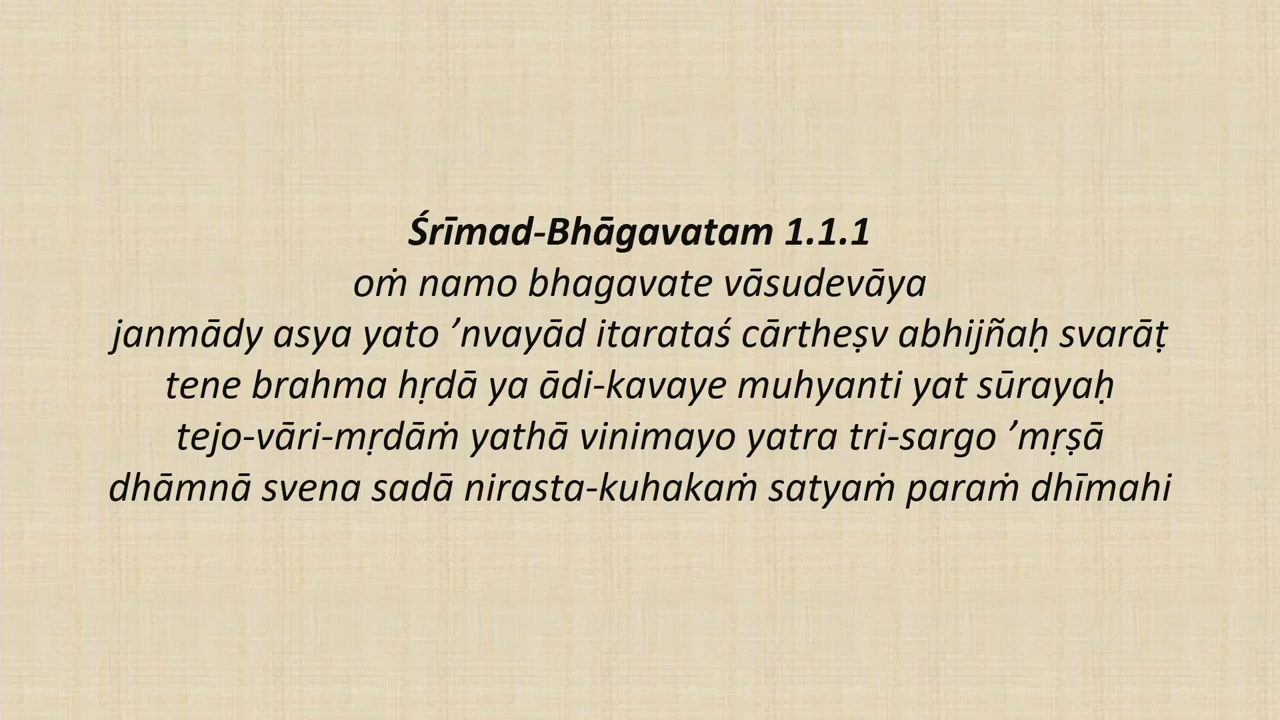 Śrīmad-Bhāgavatam 1.1.1
oṁ namo bhagavate vāsudevāya
janmādy asya yato ’nvayād itarataś cārtheṣv abhijñaḥ svarāṭ
tene brahma hṛdā ya ādi-kavaye muhyanti yat sūrayaḥ
tejo-vāri-mṛdāṁ yathā vinimayo yatra tri-sargo ’mṛṣā
dhāmnā svena sadā nirasta-kuhakaṁ satyaṁ paraṁ dhīmahi